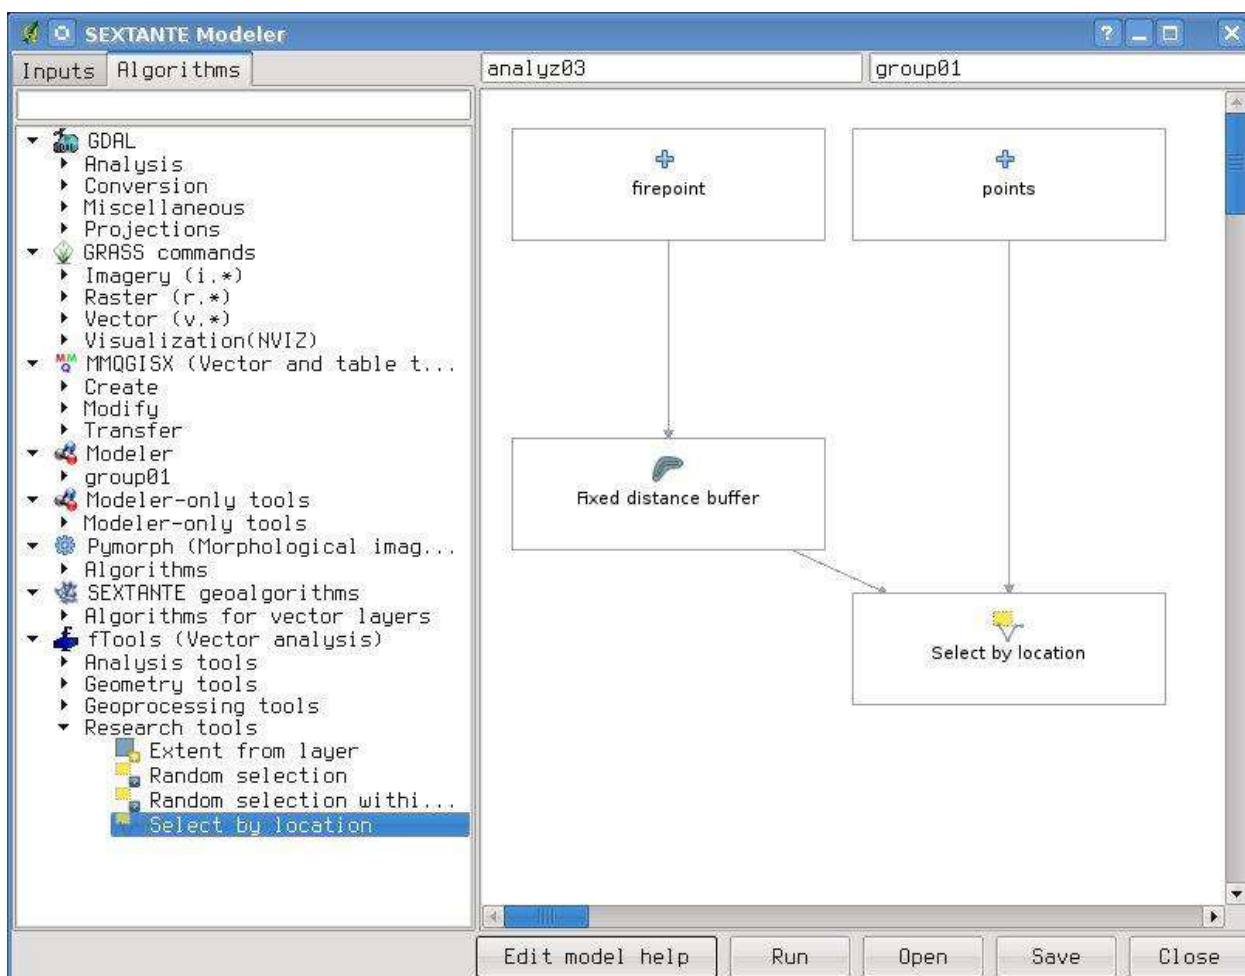 SEXTANTE Modeler
Inputs Algorithms
analyz03 group01
GDAL
Analysis
Conversion
Miscellaneous
Projections
GRASS commands
Imagery (i.*)
Raster (r.*)
Vector (v.*)
Visualization(NVIZ)
MMQGISX (Vector and table t...
Create
Modify
Transfer
Modeler
group01
Modeler-only tools
Modeler-only tools
Pymorph (Morphological imag...
Algorithms
SEXTANTE geoalgorithms
Algorithms for vector layers
fTools (Vector analysis)
Analysis tools
Geometry tools
Geoprocessing tools
Research tools
Extent from layer
Random selection
Random selection withi...
Select by location
firepoint
points
Fixed distance buffer
Select by location
Edit model help Run Open Save Close